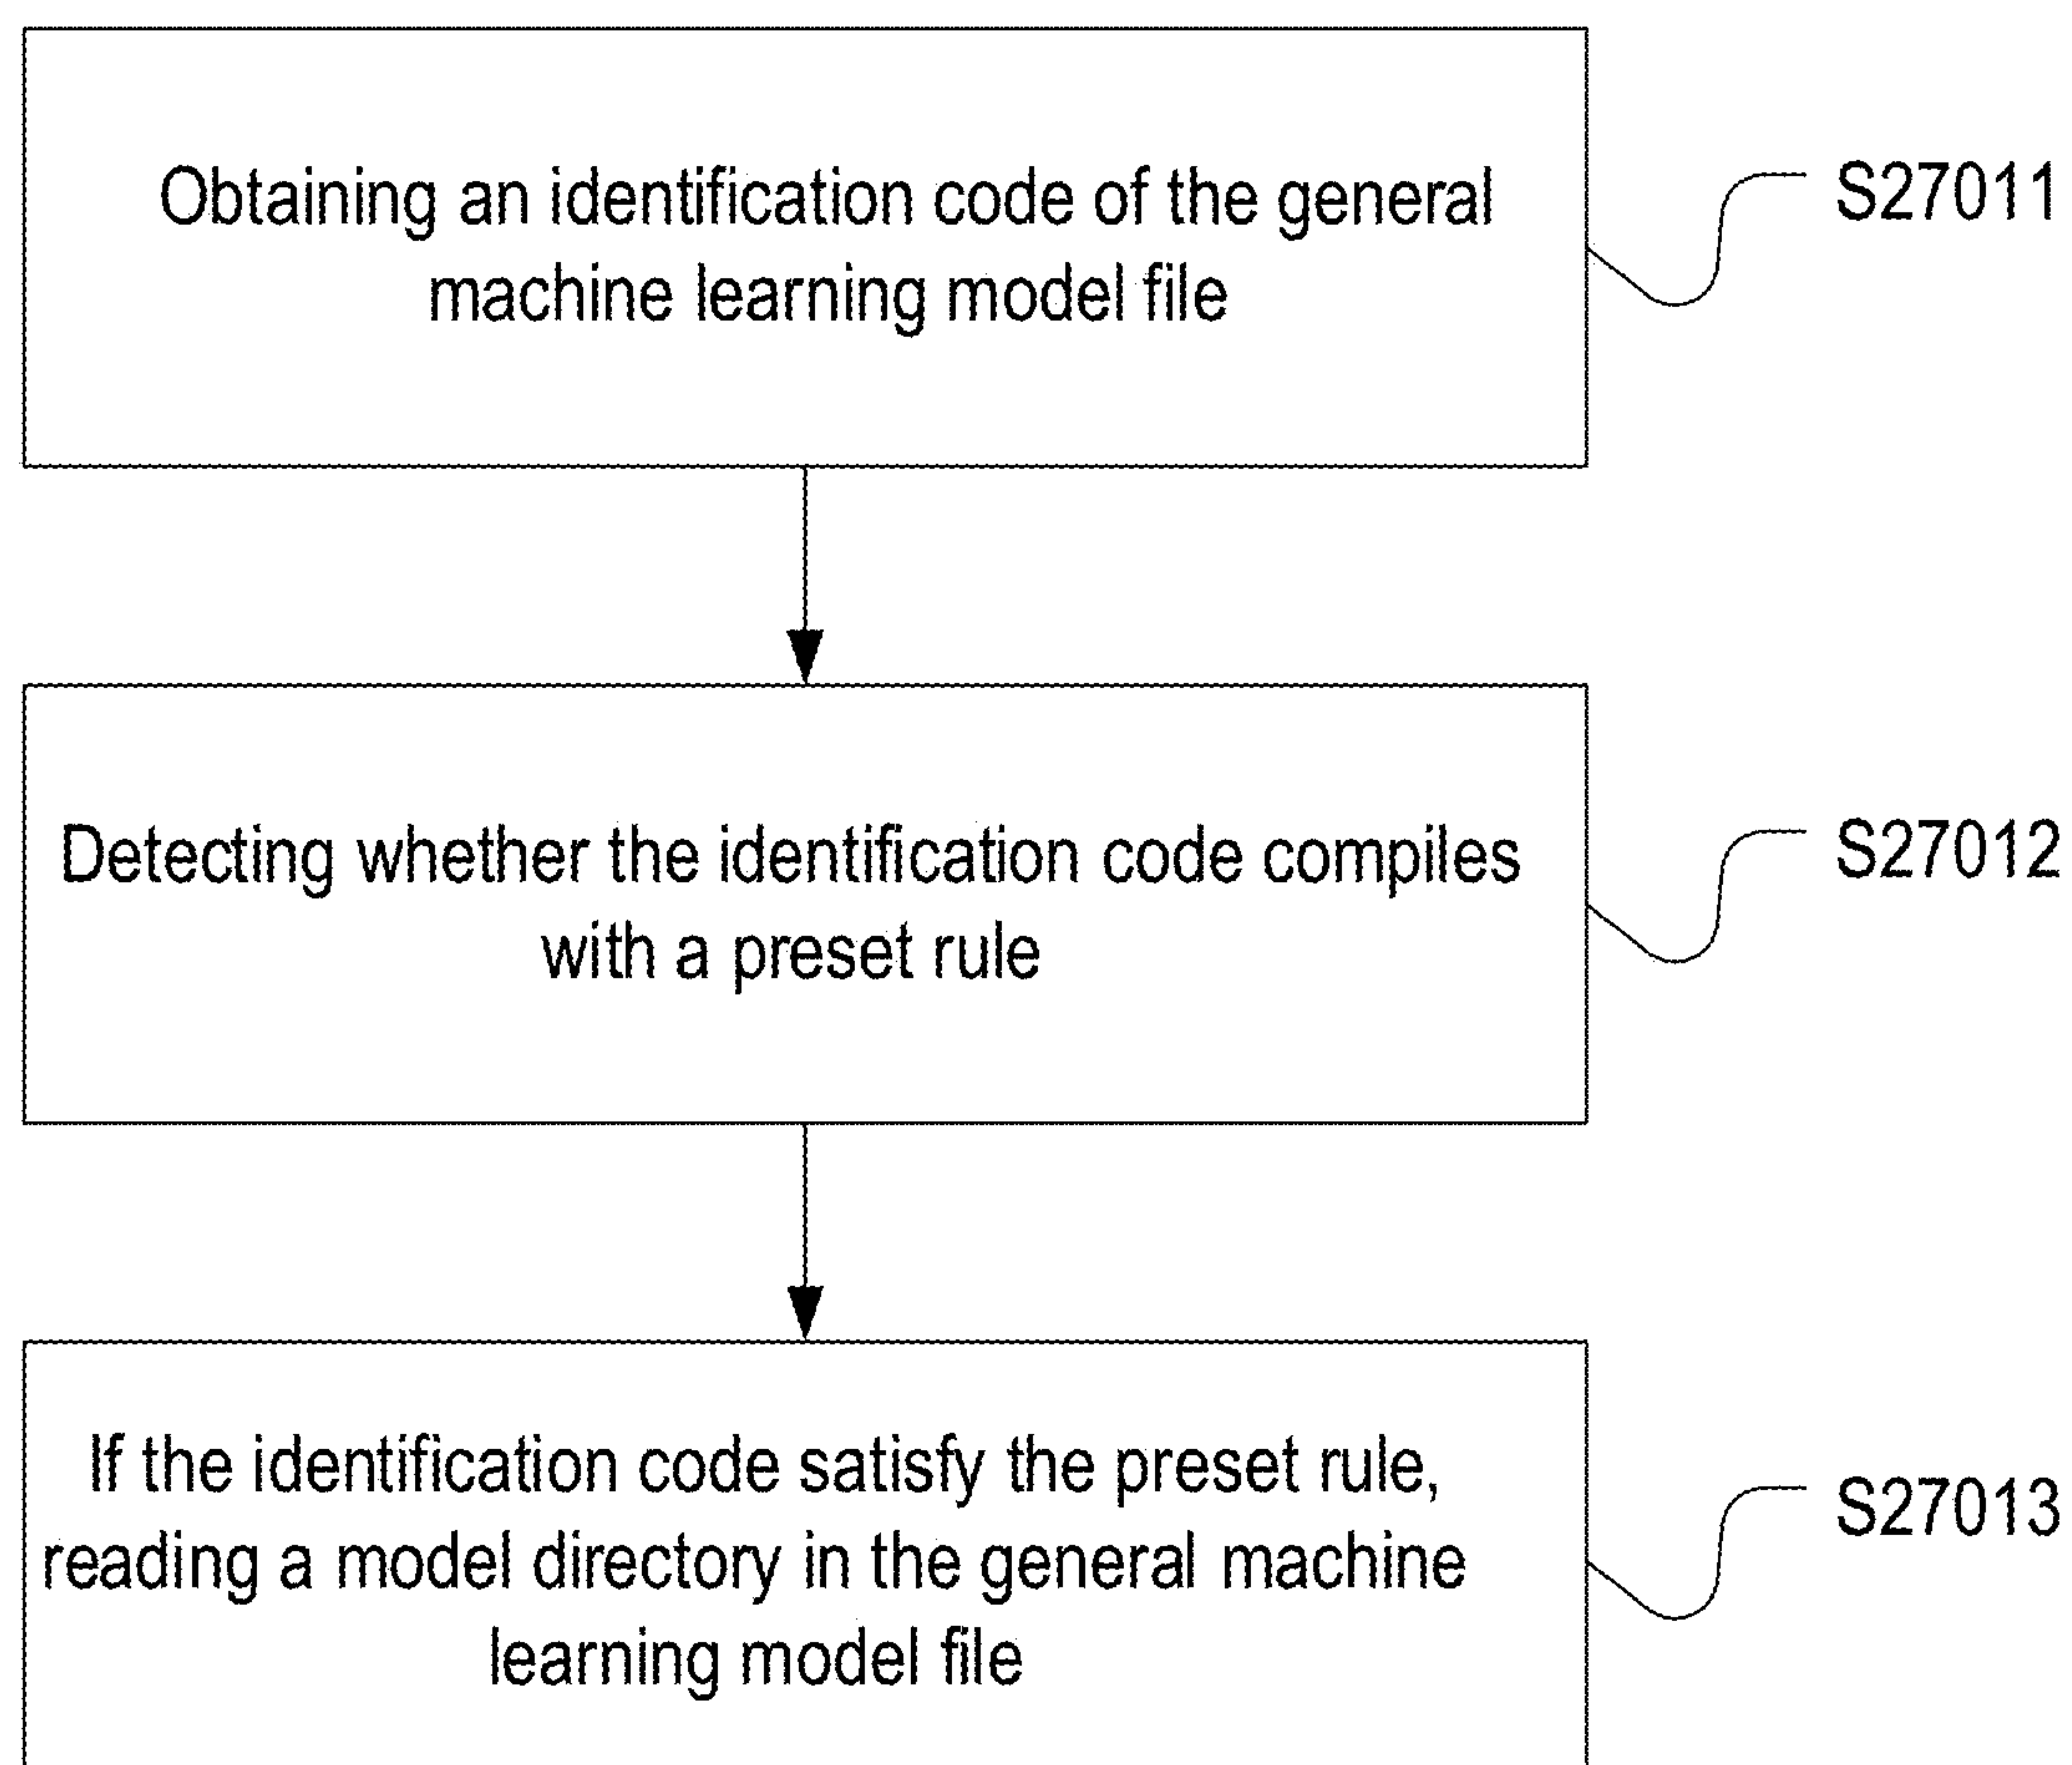 Obtaining an identification code of the general
machine learning model file
S27011
Detecting whether the identification code compiles
with a preset rule
S27012
If the identification code satisfy the preset rule,
reading a model directory in the general machine
learning model file
S27013